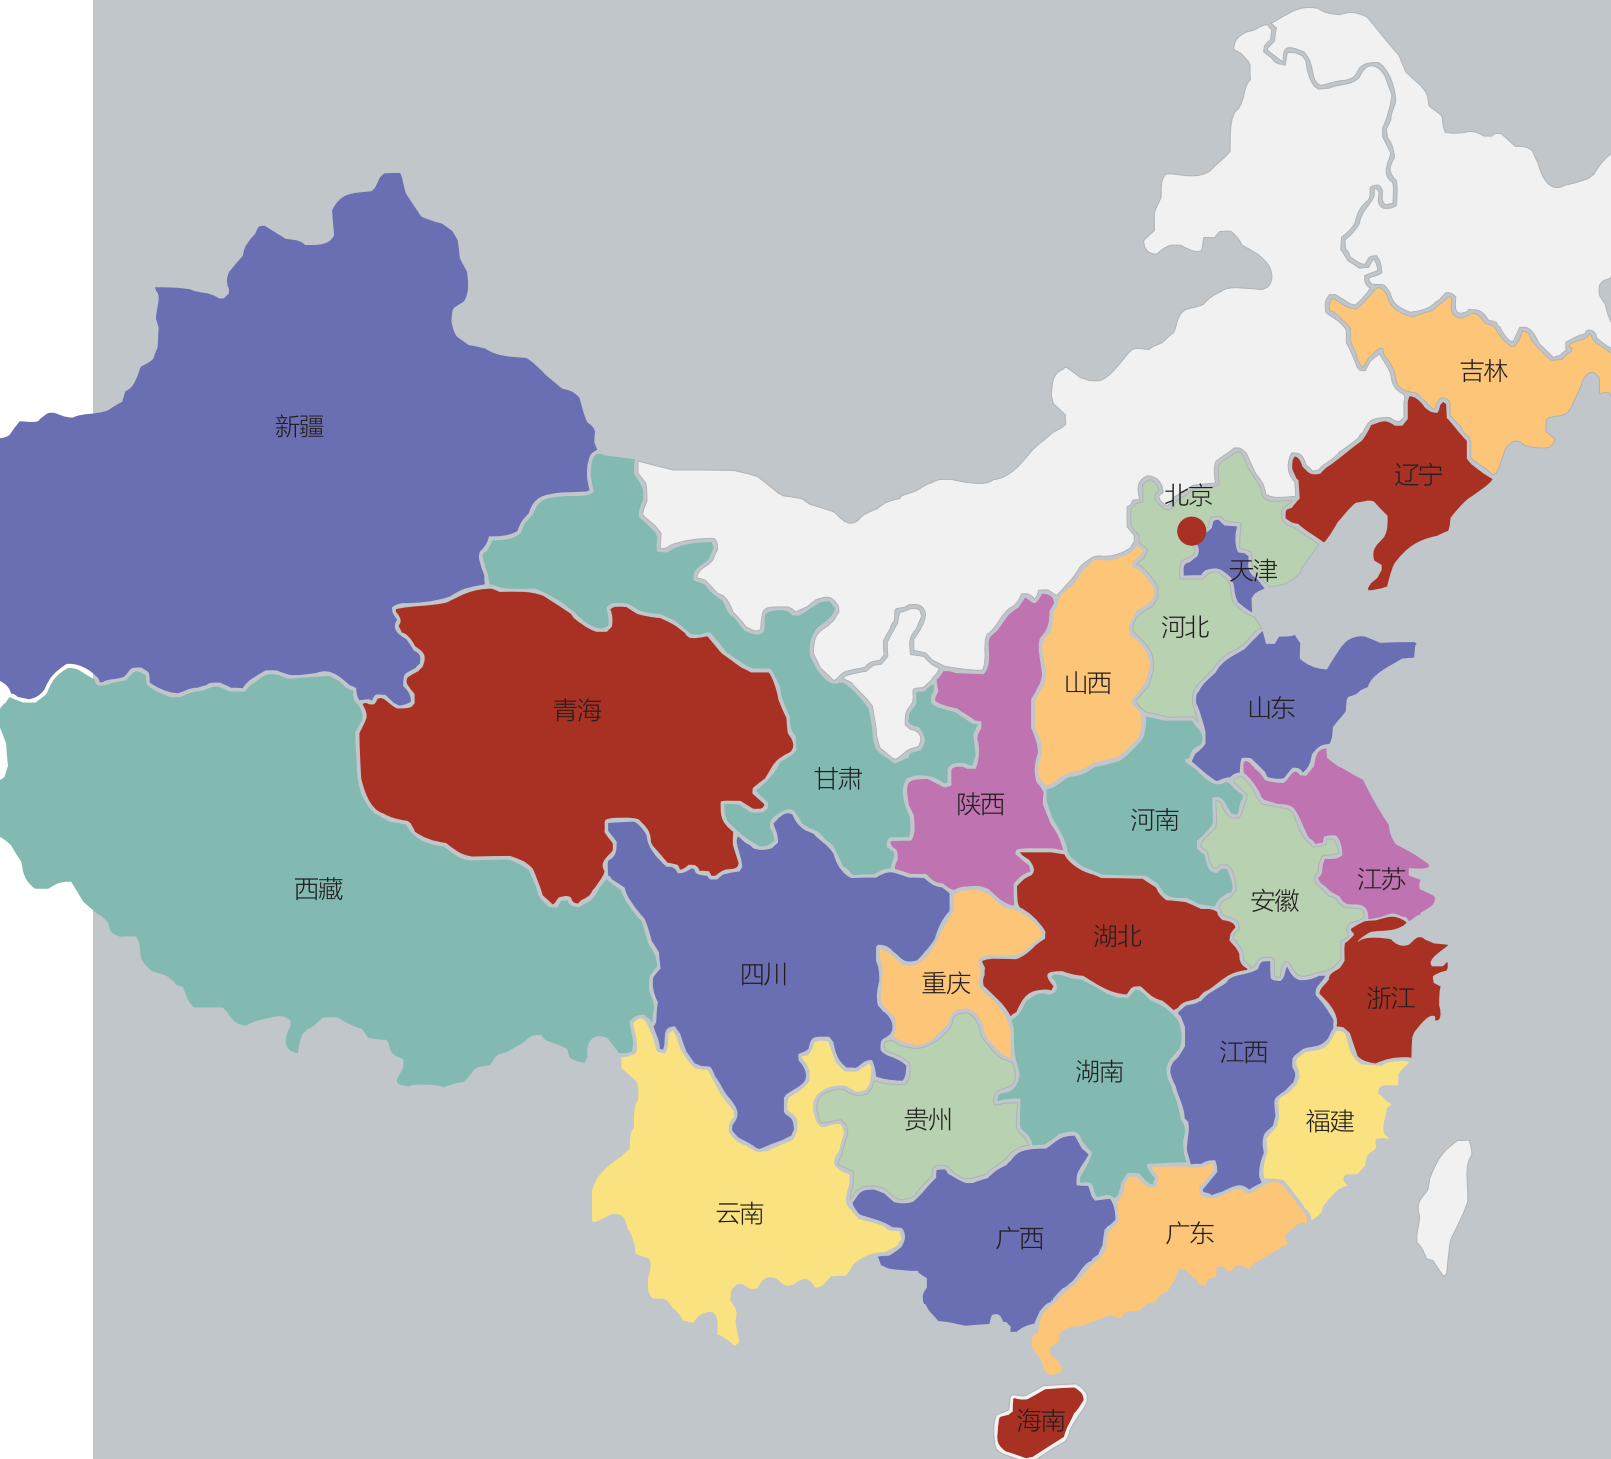 吉林
新疆
辽宁
北京
天津
河北
山西
青海
山东
甘肃
陕西
河南
江苏
西藏
安徽
湖北
四川
重庆
浙江
江西
湖南
贵州
福建
云南
广东
广西
海南